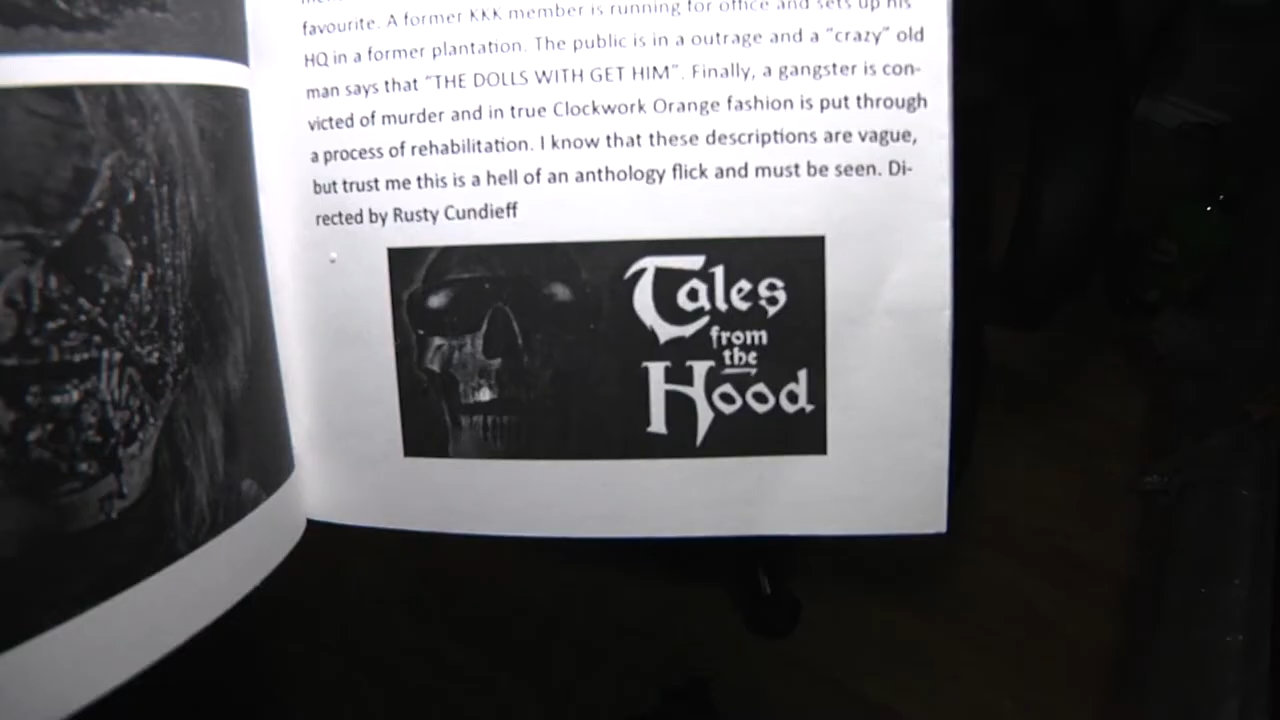 favourite. A former KKK member is running for office and sets up his
HQ in a former plantation. The public is in a outrage and a “crazy” old
man says that “THE DOLLS WITH GET HIM”. Finally, a gangster is con-
victed of murder and in true Clockwork Orange fashion is put through
a process of rehabilitation. I know that these descriptions are vague,
but trust me this is a hell of an anthology flick and must be seen. Di-
rected by Rusty Cundieff
Tales
from
the
Hood